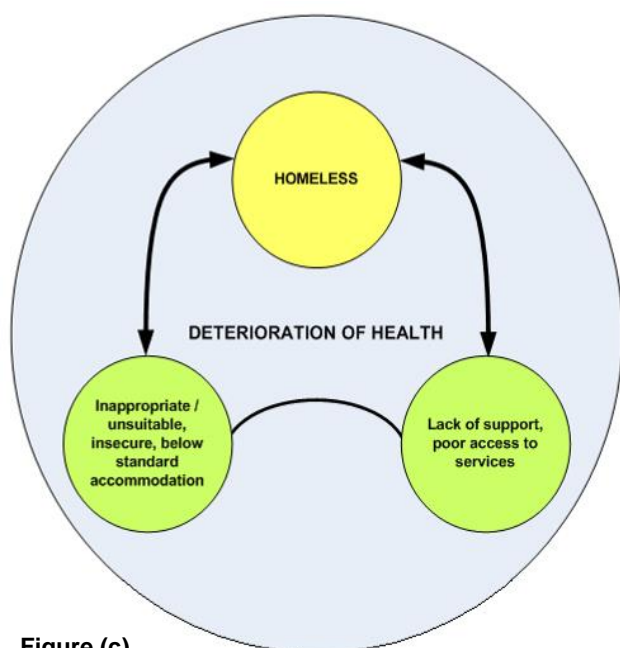 HOMELESS
DETERIORATION OF HEALTH
Inappropriate /
unsuitable,
insecure, below
standard
accommodation
Lack of support,
poor access to
services
Figure (c)